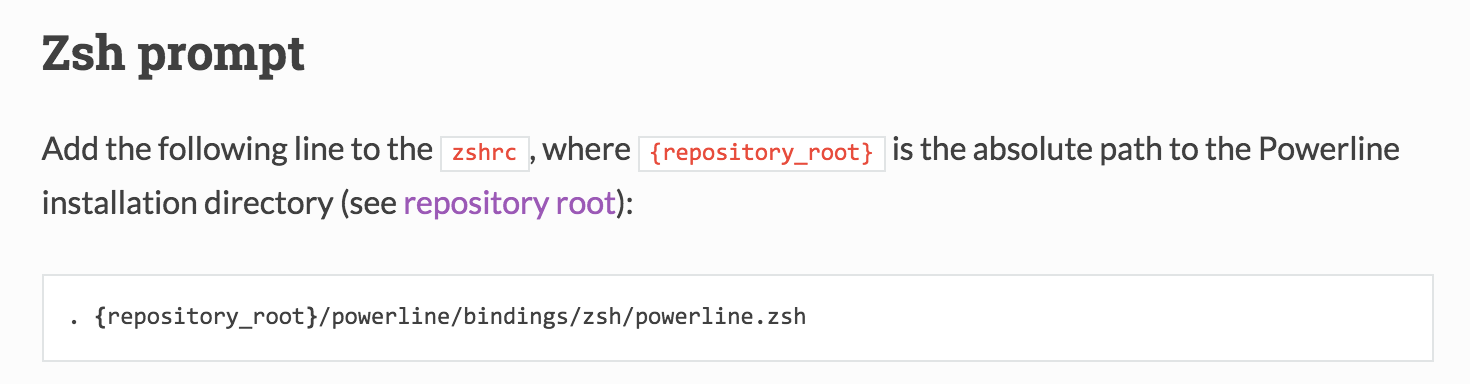 Zsh prompt
Add the following line to the zshrc, where {repository_root} is the absolute path to the Powerline
installation directory (see repository root):
. {repository_root}/powerline/bindings/zsh/powerline.zsh